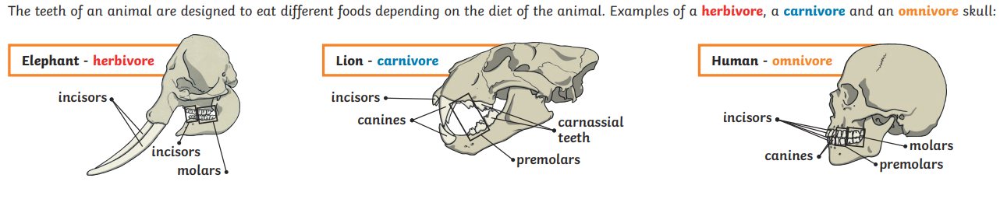 The teeth of an animal are designed to eat different foods depending on the diet of the animal. Examples of a herbivore, a carnivore and an omnivore skull:
Elephant - herbivore
incisors
incisors
molars
Lion - carnivore
incisors
canines
carnassial
teeth
premolars
Human - omnivore
incisors
canines
molars
premolars